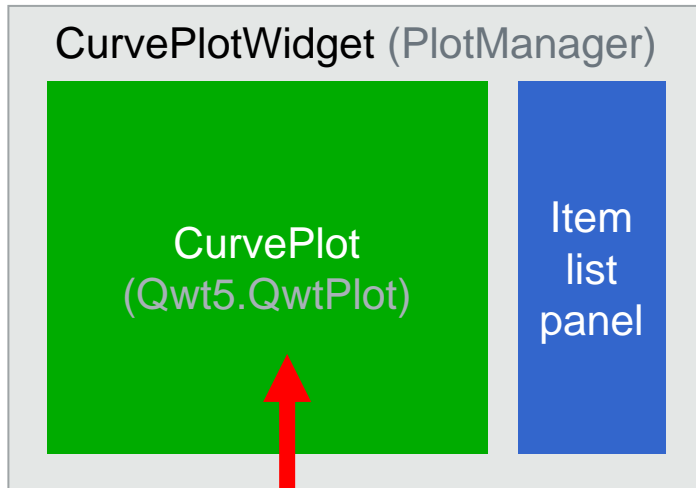 CurvePlotWidget (PlotManager)
CurvePlot
(Qwt5.QwtPlot)
Item
list
panel